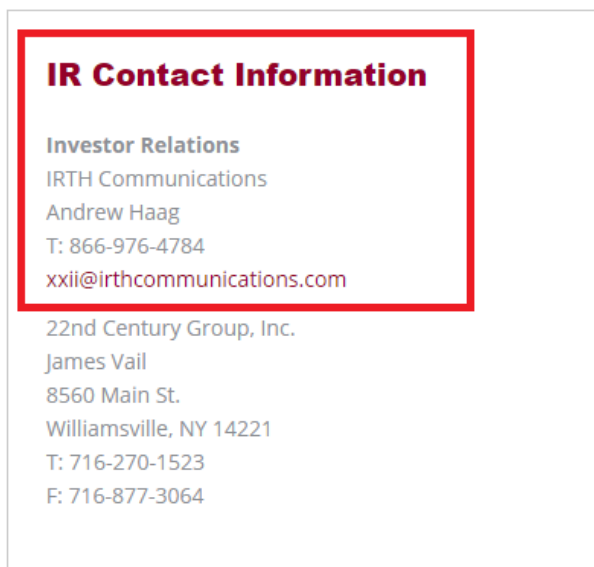 IR Contact Information
Investor Relations
IRTH Communications
Andrew Haag
T: 866-976-4784
xxii@irthcommunications.com
22nd Century Group, Inc.
James Vail
8560 Main St.
Williamsville, NY 14221
T: 716-270-1523
F: 716-877-3064